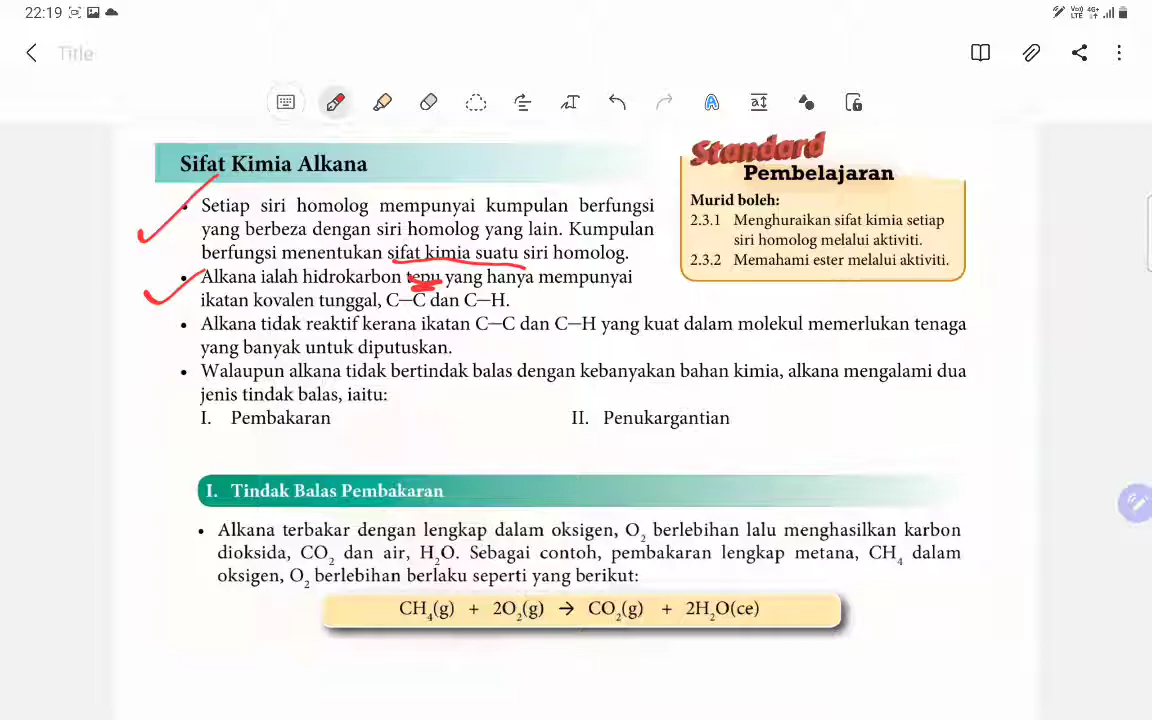 22:19
VoD LTE 4G+
Title
Sifat Kimia Alkana
Standard
Pembelajaran
Murid boleh:
2.3.1 Menghuraikan sifat kimia setiap
siri homolog melalui aktiviti.
2.3.2 Memahami ester melalui aktiviti.
• Setiap siri homolog mempunyai kumpulan berfungsi
yang berbeza dengan siri homolog yang lain. Kumpulan
berfungsi menentukan sifat kimia suatu siri homolog.
• Alkana ialah hidrokarbon tepu yang hanya mempunyai
ikatan kovalen tunggal, C–C dan C–H.
• Alkana tidak reaktif kerana ikatan C–C dan C–H yang kuat dalam molekul memerlukan tenaga
yang banyak untuk diputuskan.
• Walaupun alkana tidak bertindak balas dengan kebanyakan bahan kimia, alkana mengalami dua
jenis tindak balas, iaitu:
I. Pembakaran II. Penukargantian
I. Tindak Balas Pembakaran
• Alkana terbakar dengan lengkap dalam oksigen, O₂ berlebihan lalu menghasilkan karbon
dioksida, CO₂ dan air, H₂O. Sebagai contoh, pembakaran lengkap metana, CH₄ dalam
oksigen, O₂ berlebihan berlaku seperti yang berikut:
CH₄(g) + 2O₂(g) → CO₂(g) + 2H₂O(ce)